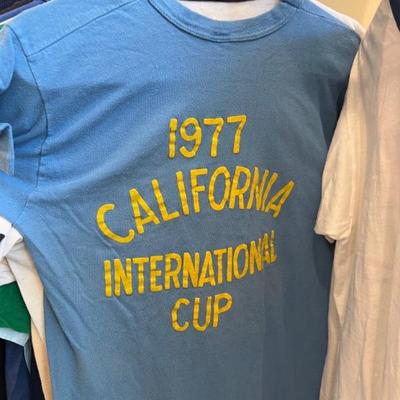 1977
CALIFORNIA
INTERNATIONAL
CUP